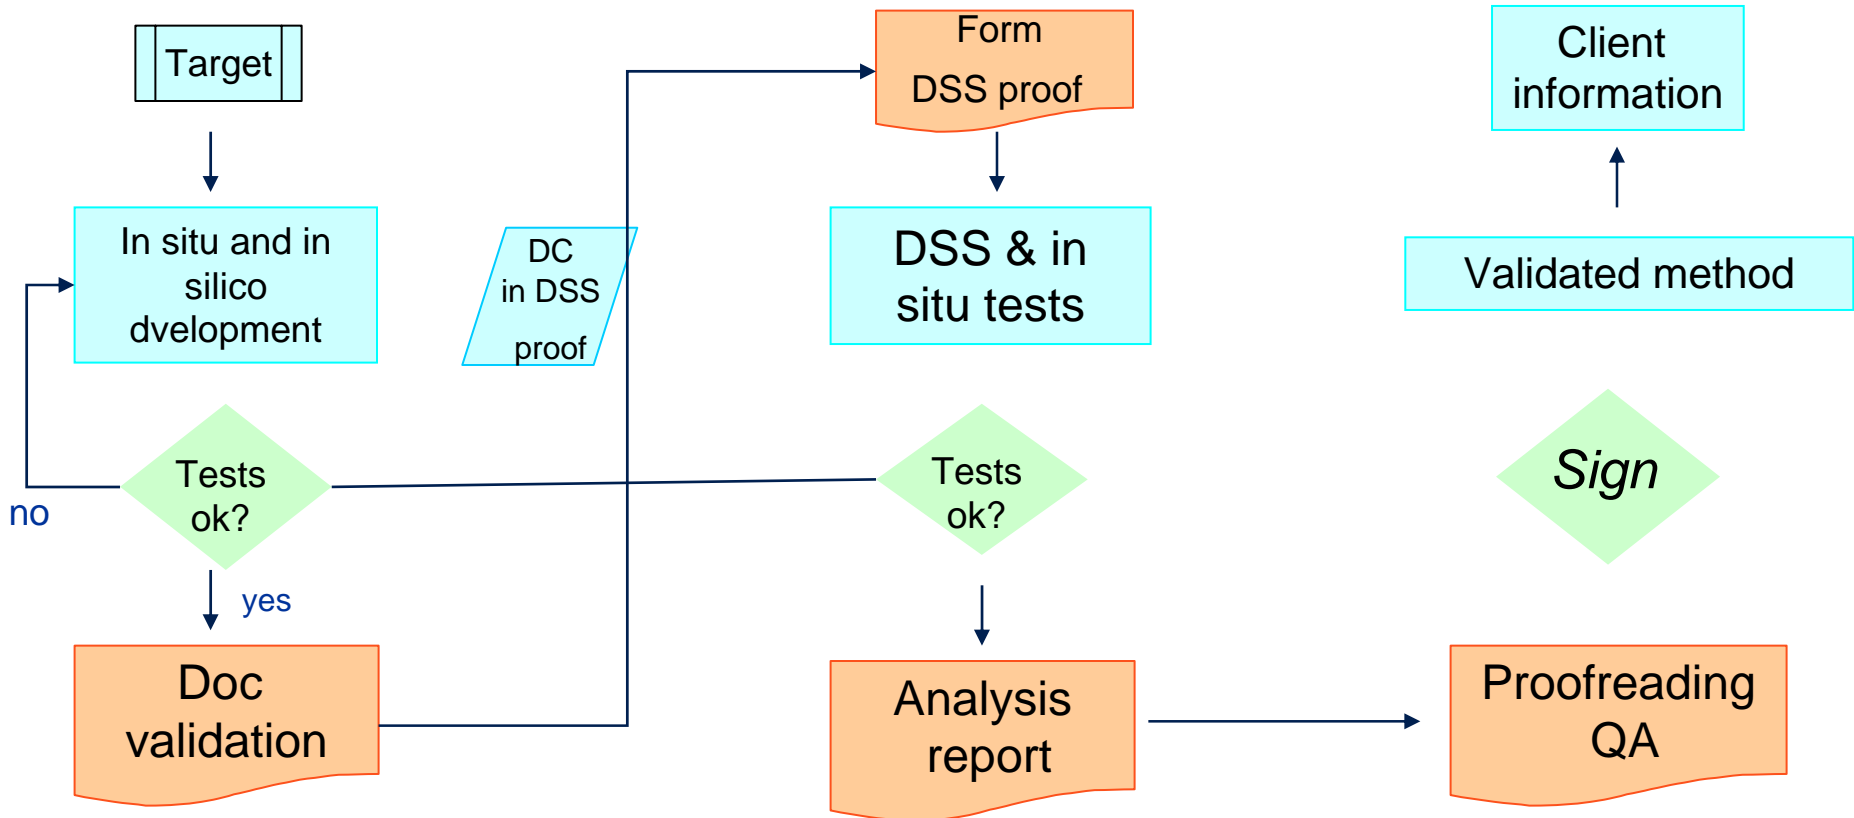 Target
In situ and in
silico
dvelopment
Tests
ok?
no
yes
Doc
validation
DC
in DSS
proof
Form
DSS proof
DSS & in
situ tests
Tests
ok?
Analysis
report
Proofreading
QA
Sign
Validated method
Client
information